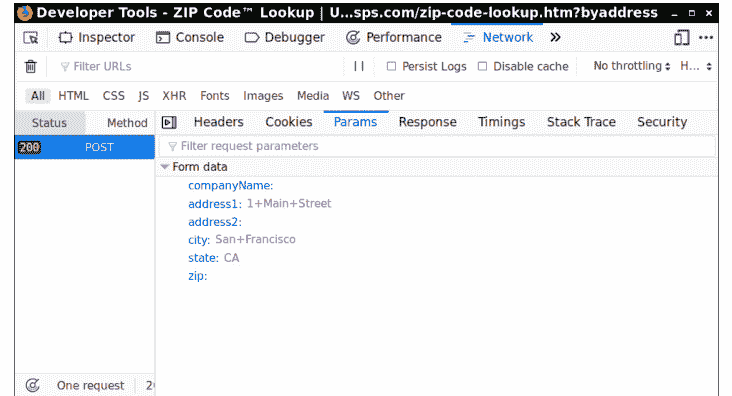 Developer Tools - ZIP Code™ Lookup | U...sps.com/zip-code-lookup.htm?byaddress
Inspector Console Debugger Performance Network
Filter URLs Persist Logs Disable cache No throttling H...
All HTML CSS JS XHR Fonts Images Media WS Other
Status Method Headers Cookies Params Response Timings Stack Trace Security
200 POST Filter request parameters
Form data
companyName:
address1: 1+Main+Street
address2:
city: San+Francisco
state: CA
zip:
One request